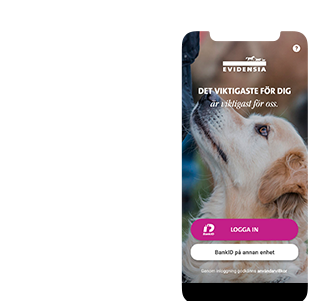 ?
EVIDENSIA
DET VIKTIGASTE FÖR DIG
är viktigast för oss.
BankID
LOGGA IN
BankID på annan enhet
Genom inloggning godkänns användarvillkor